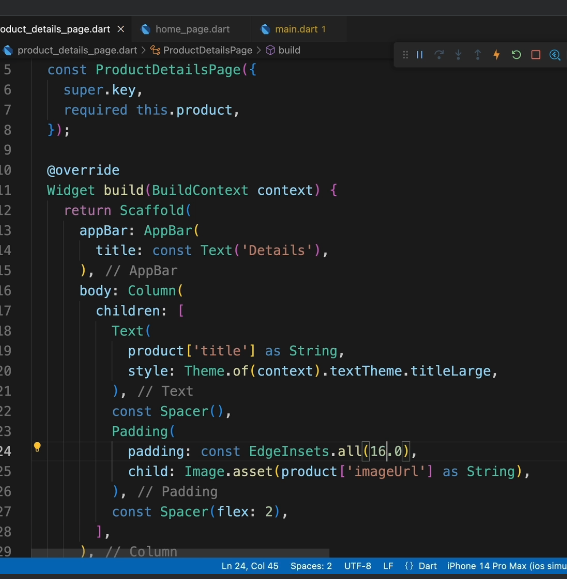 oduct_details_page.dart × home_page.dart main.dart 1
product_details_page.dart > ProductDetailsPage > build
5 const ProductDetailsPage({
6 super.key,
7 required this.product,
8 });
9
10 @override
11 Widget build(BuildContext context) {
12 return Scaffold(
13 appBar: AppBar(
14 title: const Text('Details'),
15 ), // AppBar
16 body: Column(
17 children: [
18 Text(
19 product['title'] as String,
20 style: Theme.of(context).textTheme.titleLarge,
21 ), // Text
22 const Spacer(),
23 Padding(
24 padding: const EdgeInsets.all(16.0),
25 child: Image.asset(product['imageUrl'] as String),
26 ), // Padding
27 const Spacer(flex: 2),
28 ],
29 ), // Column
Ln 24, Col 45 Spaces: 2 UTF-8 LF {} Dart iPhone 14 Pro Max (ios simu